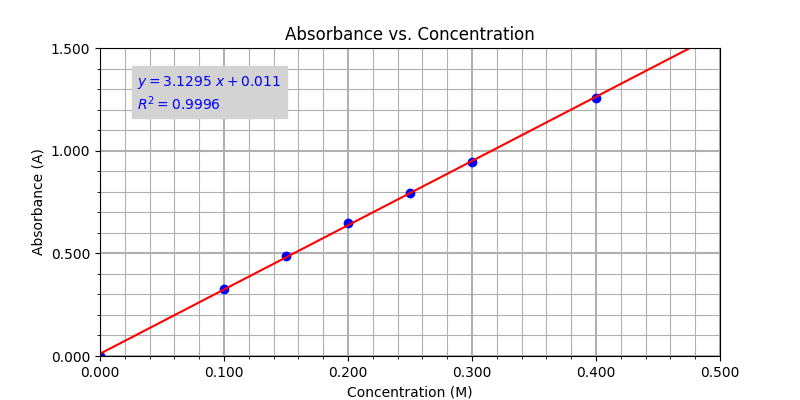 Absorbance vs. Concentration
1.500
1.000
0.500
0.000
Absorbance (A)
y = 3.1295 x + 0.011
R² = 0.9996
0.000 0.100 0.200 0.300 0.400 0.500
Concentration (M)